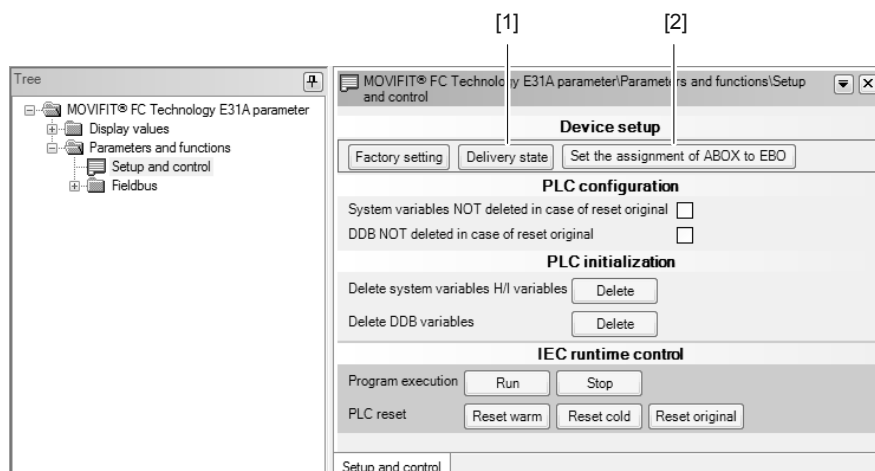 [1]
[2]
Tree
MOVIFIT® FC Technology E31A parameter
Display values
Parameters and functions
Setup and control
Fieldbus
MOVIFIT® FC Technology E31A parameter\Parameters and functions\Setup
and control
Device setup
Factory setting Delivery state Set the assignment of ABOX to EBO
PLC configuration
System variables NOT deleted in case of reset original
DDB NOT deleted in case of reset original
PLC initialization
Delete system variables H/I variables Delete
Delete DDB variables Delete
IEC runtime control
Program execution Run Stop
PLC reset Reset warm Reset cold Reset original
Setup and control